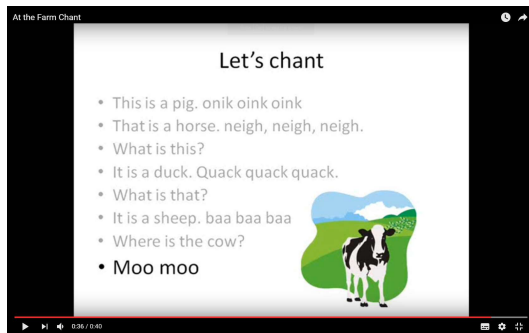 At the Farm Chant
Let's chant
• This is a pig. onik oink oink
• That is a horse. neigh, neigh, neigh.
• What is this?
• It is a duck. Quack quack quack.
• What is that?
• It is a sheep. baa baa baa
• Where is the cow?
• Moo moo
0:36 / 0:40